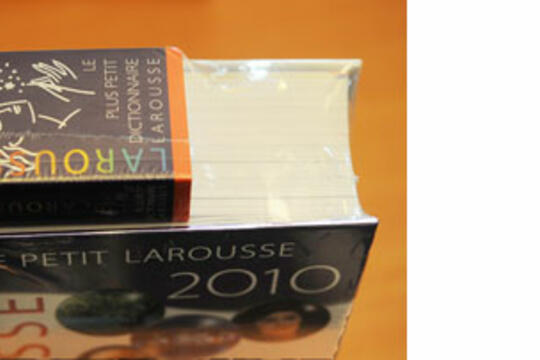 LE
PLUS PETIT
DICTIONNAIRE
LAROUSSE
LAROUS
E PETIT LAROUSSE
2010
SSE